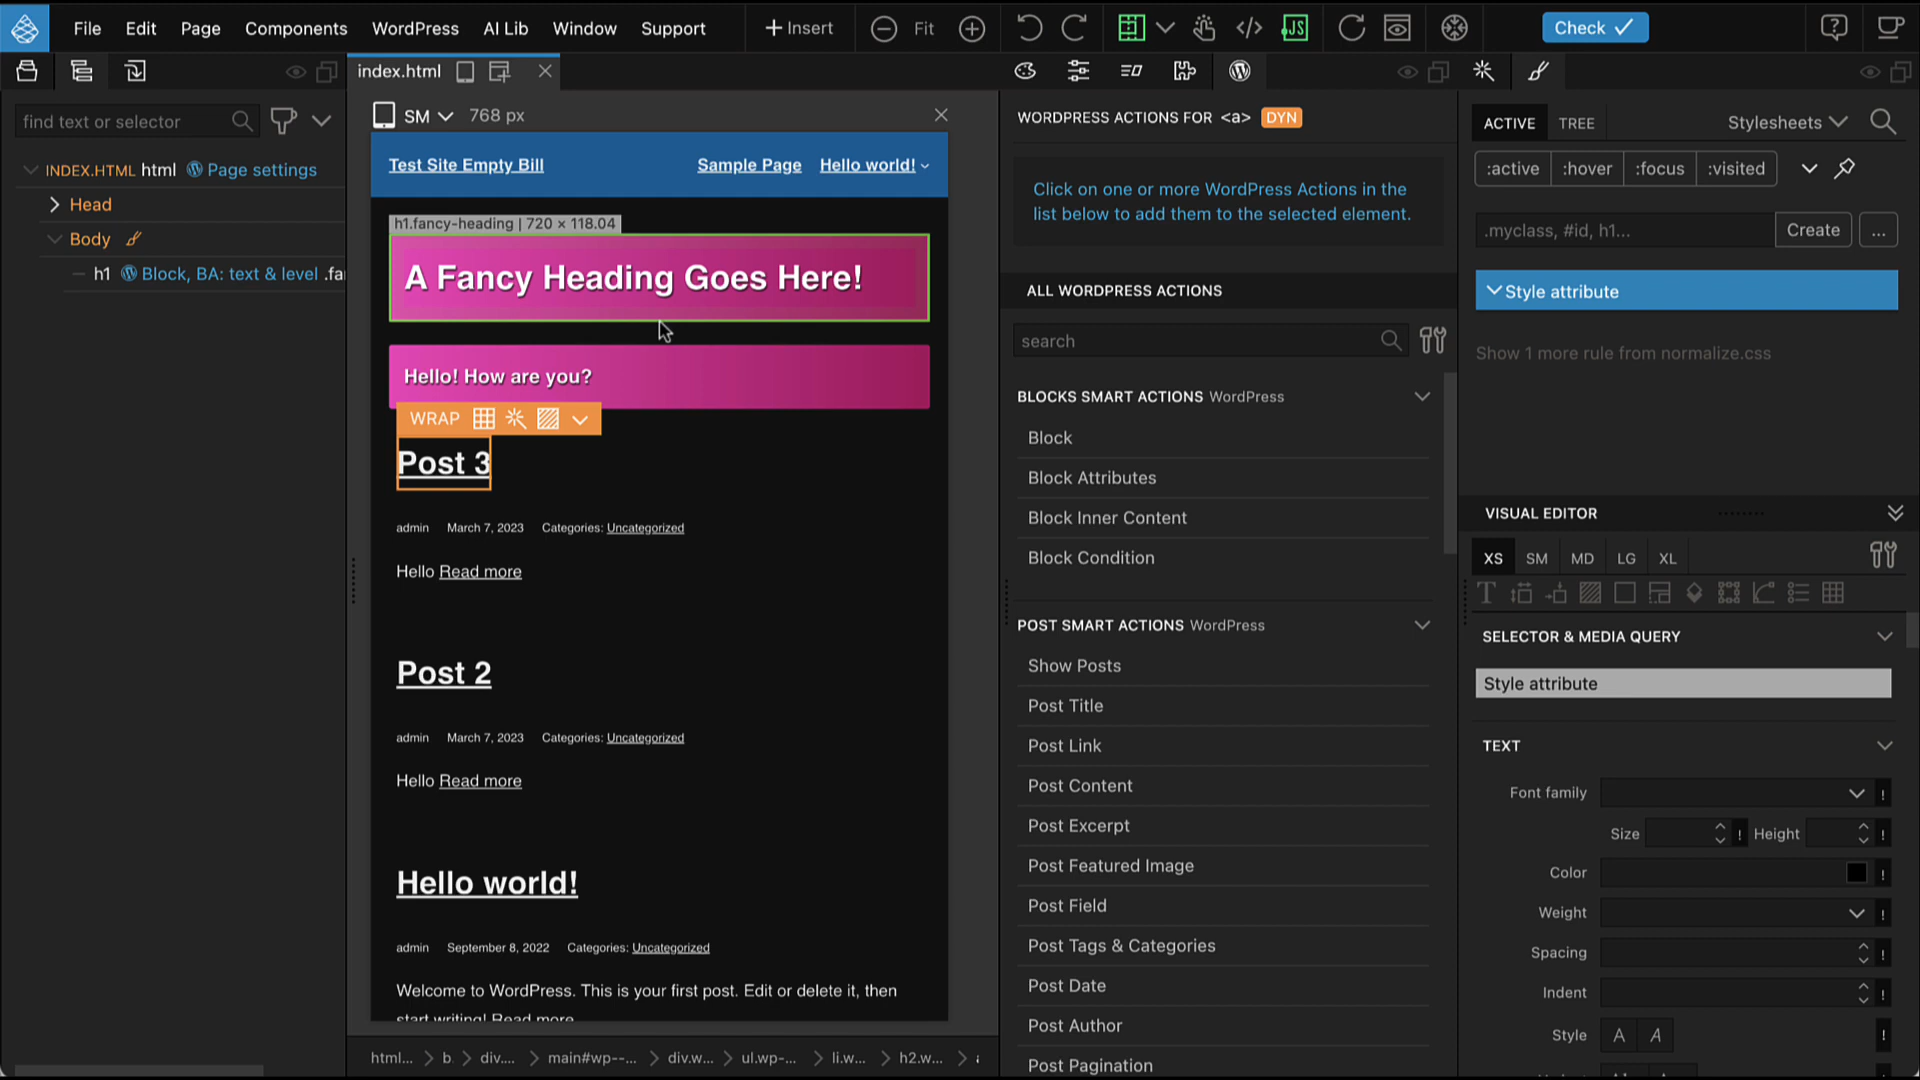 File Edit Page Components WordPress AI Lib Window Support Insert Fit JS Check
index.html
find text or selector
INDEX.HTML html Page settings
Head
Body
h1 Block, BA: text & level .fa
SM 768 px
Test Site Empty Bill Sample Page Hello world!
h1.fancy-heading | 720 × 118.04
A Fancy Heading Goes Here!
Hello! How are you?
WRAP
Post 3
admin March 7, 2023 Categories: Uncategorized
Hello Read more
Post 2
admin March 7, 2023 Categories: Uncategorized
Hello Read more
Hello world!
admin September 8, 2022 Categories: Uncategorized
Welcome to WordPress. This is your first post. Edit or delete it, then
start writing! Read more
html... b. div.... main#wp--... div.w... ul.wp-... li.w... h2.w...
WORDPRESS ACTIONS FOR <a> DYN
Click on one or more WordPress Actions in the
list below to add them to the selected element.
ALL WORDPRESS ACTIONS
search
BLOCKS SMART ACTIONS WordPress
Block
Block Attributes
Block Inner Content
Block Condition
POST SMART ACTIONS WordPress
Show Posts
Post Title
Post Link
Post Content
Post Excerpt
Post Featured Image
Post Field
Post Tags & Categories
Post Date
Post Author
Post Pagination
ACTIVE TREE Stylesheets
:active :hover :focus :visited
.myclass, #id, h1... Create ...
Style attribute
Show 1 more rule from normalize.css
VISUAL EDITOR
XS SM MD LG XL
SELECTOR & MEDIA QUERY
Style attribute
TEXT
Font family !
Size ! Height !
Color !
Weight !
Spacing !
Indent !
Style A A !